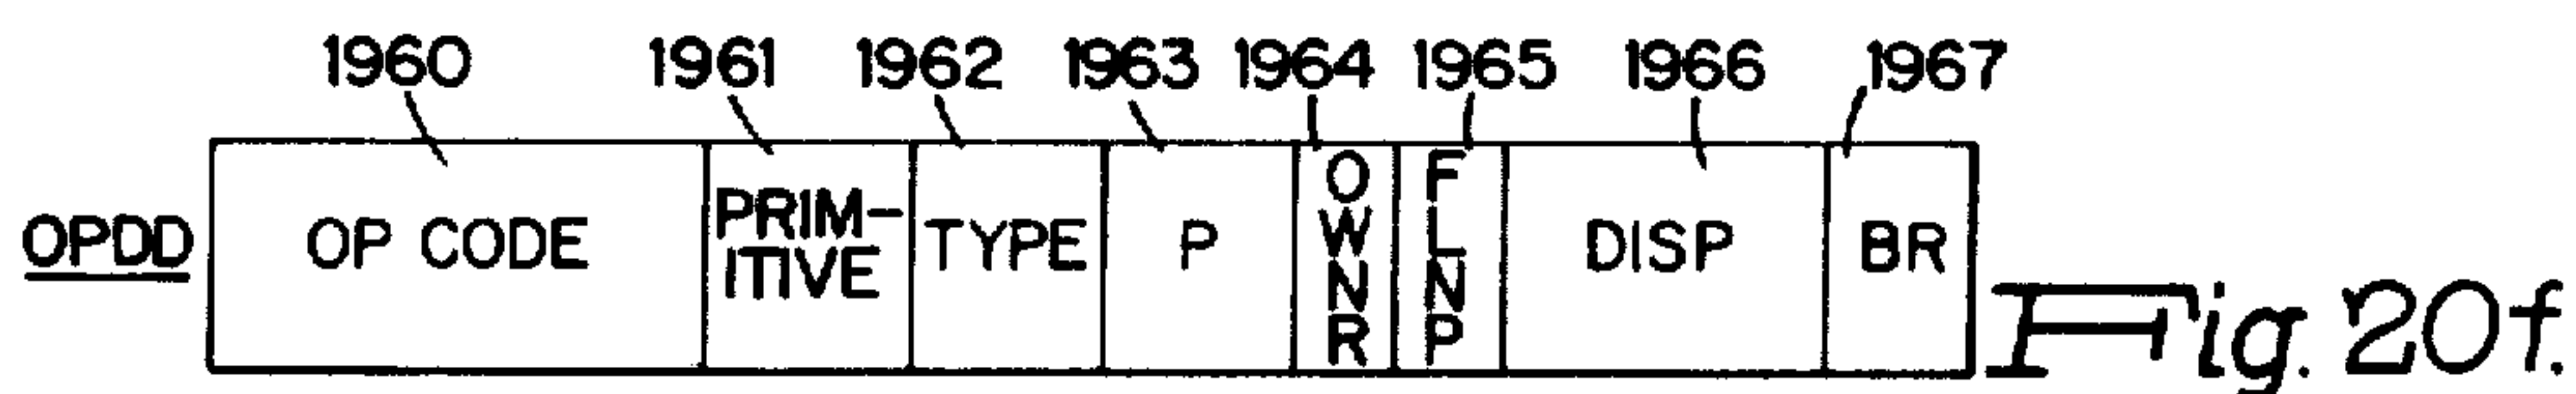 1960 1961 1962 1963 1964 1965 1966 1967
OPDD OP CODE PRIM-
ITIVE TYPE P OWNR FLNP DISP BR
Fig. 20f.